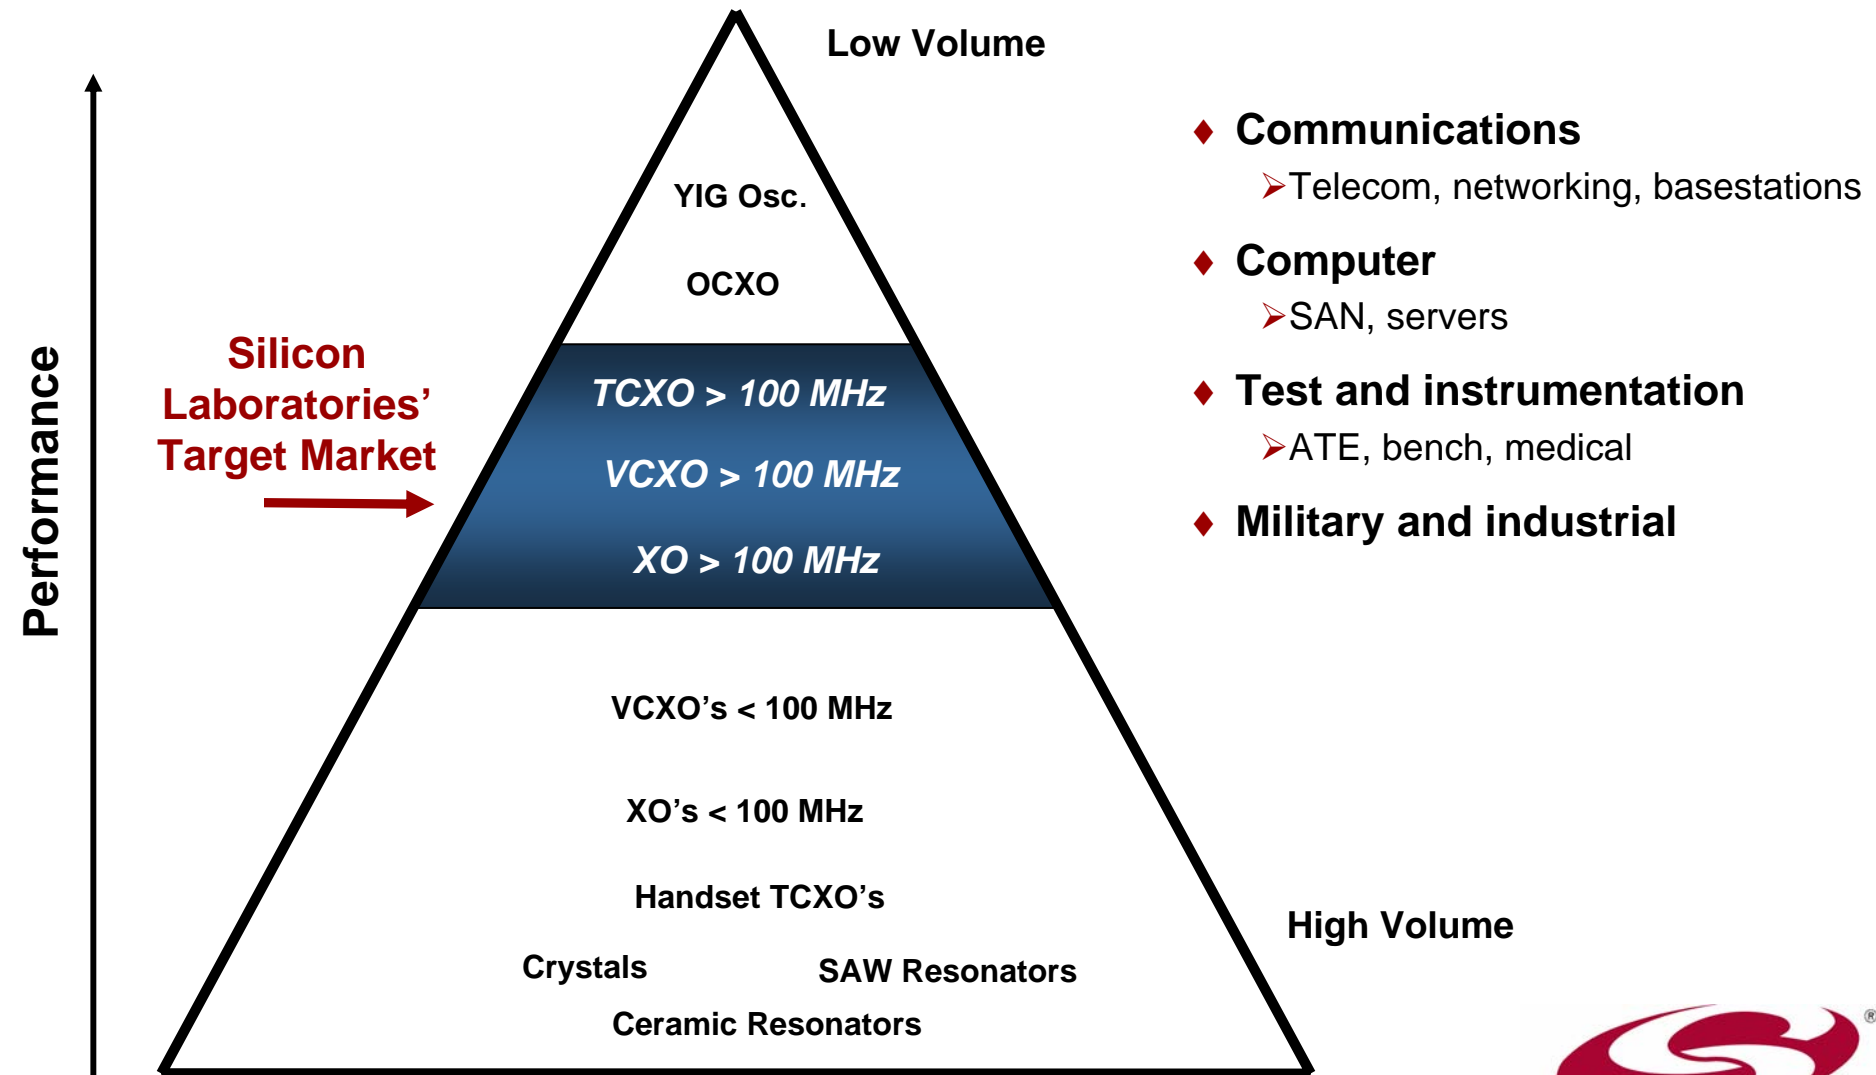 Low Volume
Performance
YIG Osc.
OCXO
Silicon
Laboratories’
Target Market
TCXO > 100 MHz
VCXO > 100 MHz
XO > 100 MHz
VCXO’s < 100 MHz
XO’s < 100 MHz
Handset TCXO’s
Crystals
SAW Resonators
Ceramic Resonators
High Volume
♦ Communications
➢Telecom, networking, basestations
♦ Computer
➢SAN, servers
♦ Test and instrumentation
➢ATE, bench, medical
♦ Military and industrial
®